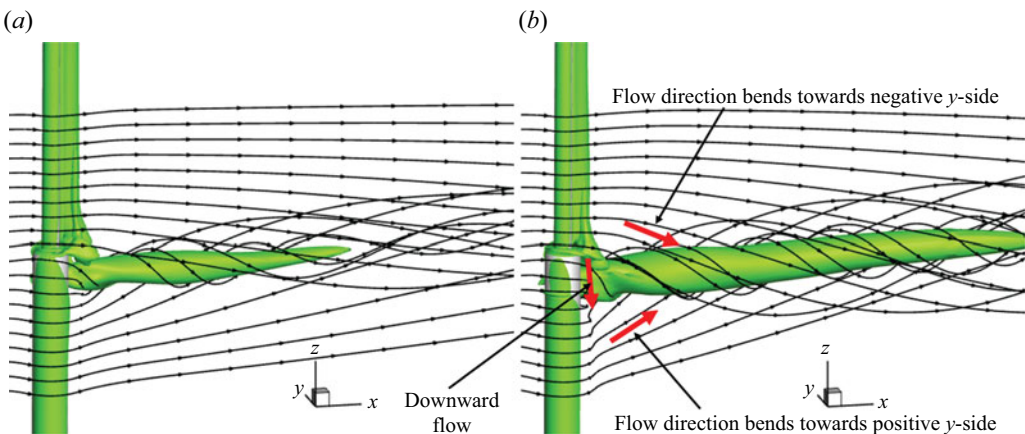 (a)
(b)
Flow direction bends towards negative y-side
z
y
x
Downward
flow
z
y
x
Flow direction bends towards positive y-side